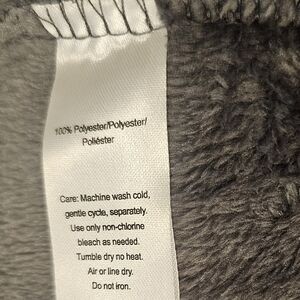 100% Polyester/Polyester/
Poliéster
Care: Machine wash cold,
gentle cycle, separately.
Use only non-chlorine
bleach as needed.
Tumble dry no heat.
Air or line dry.
Do not iron.